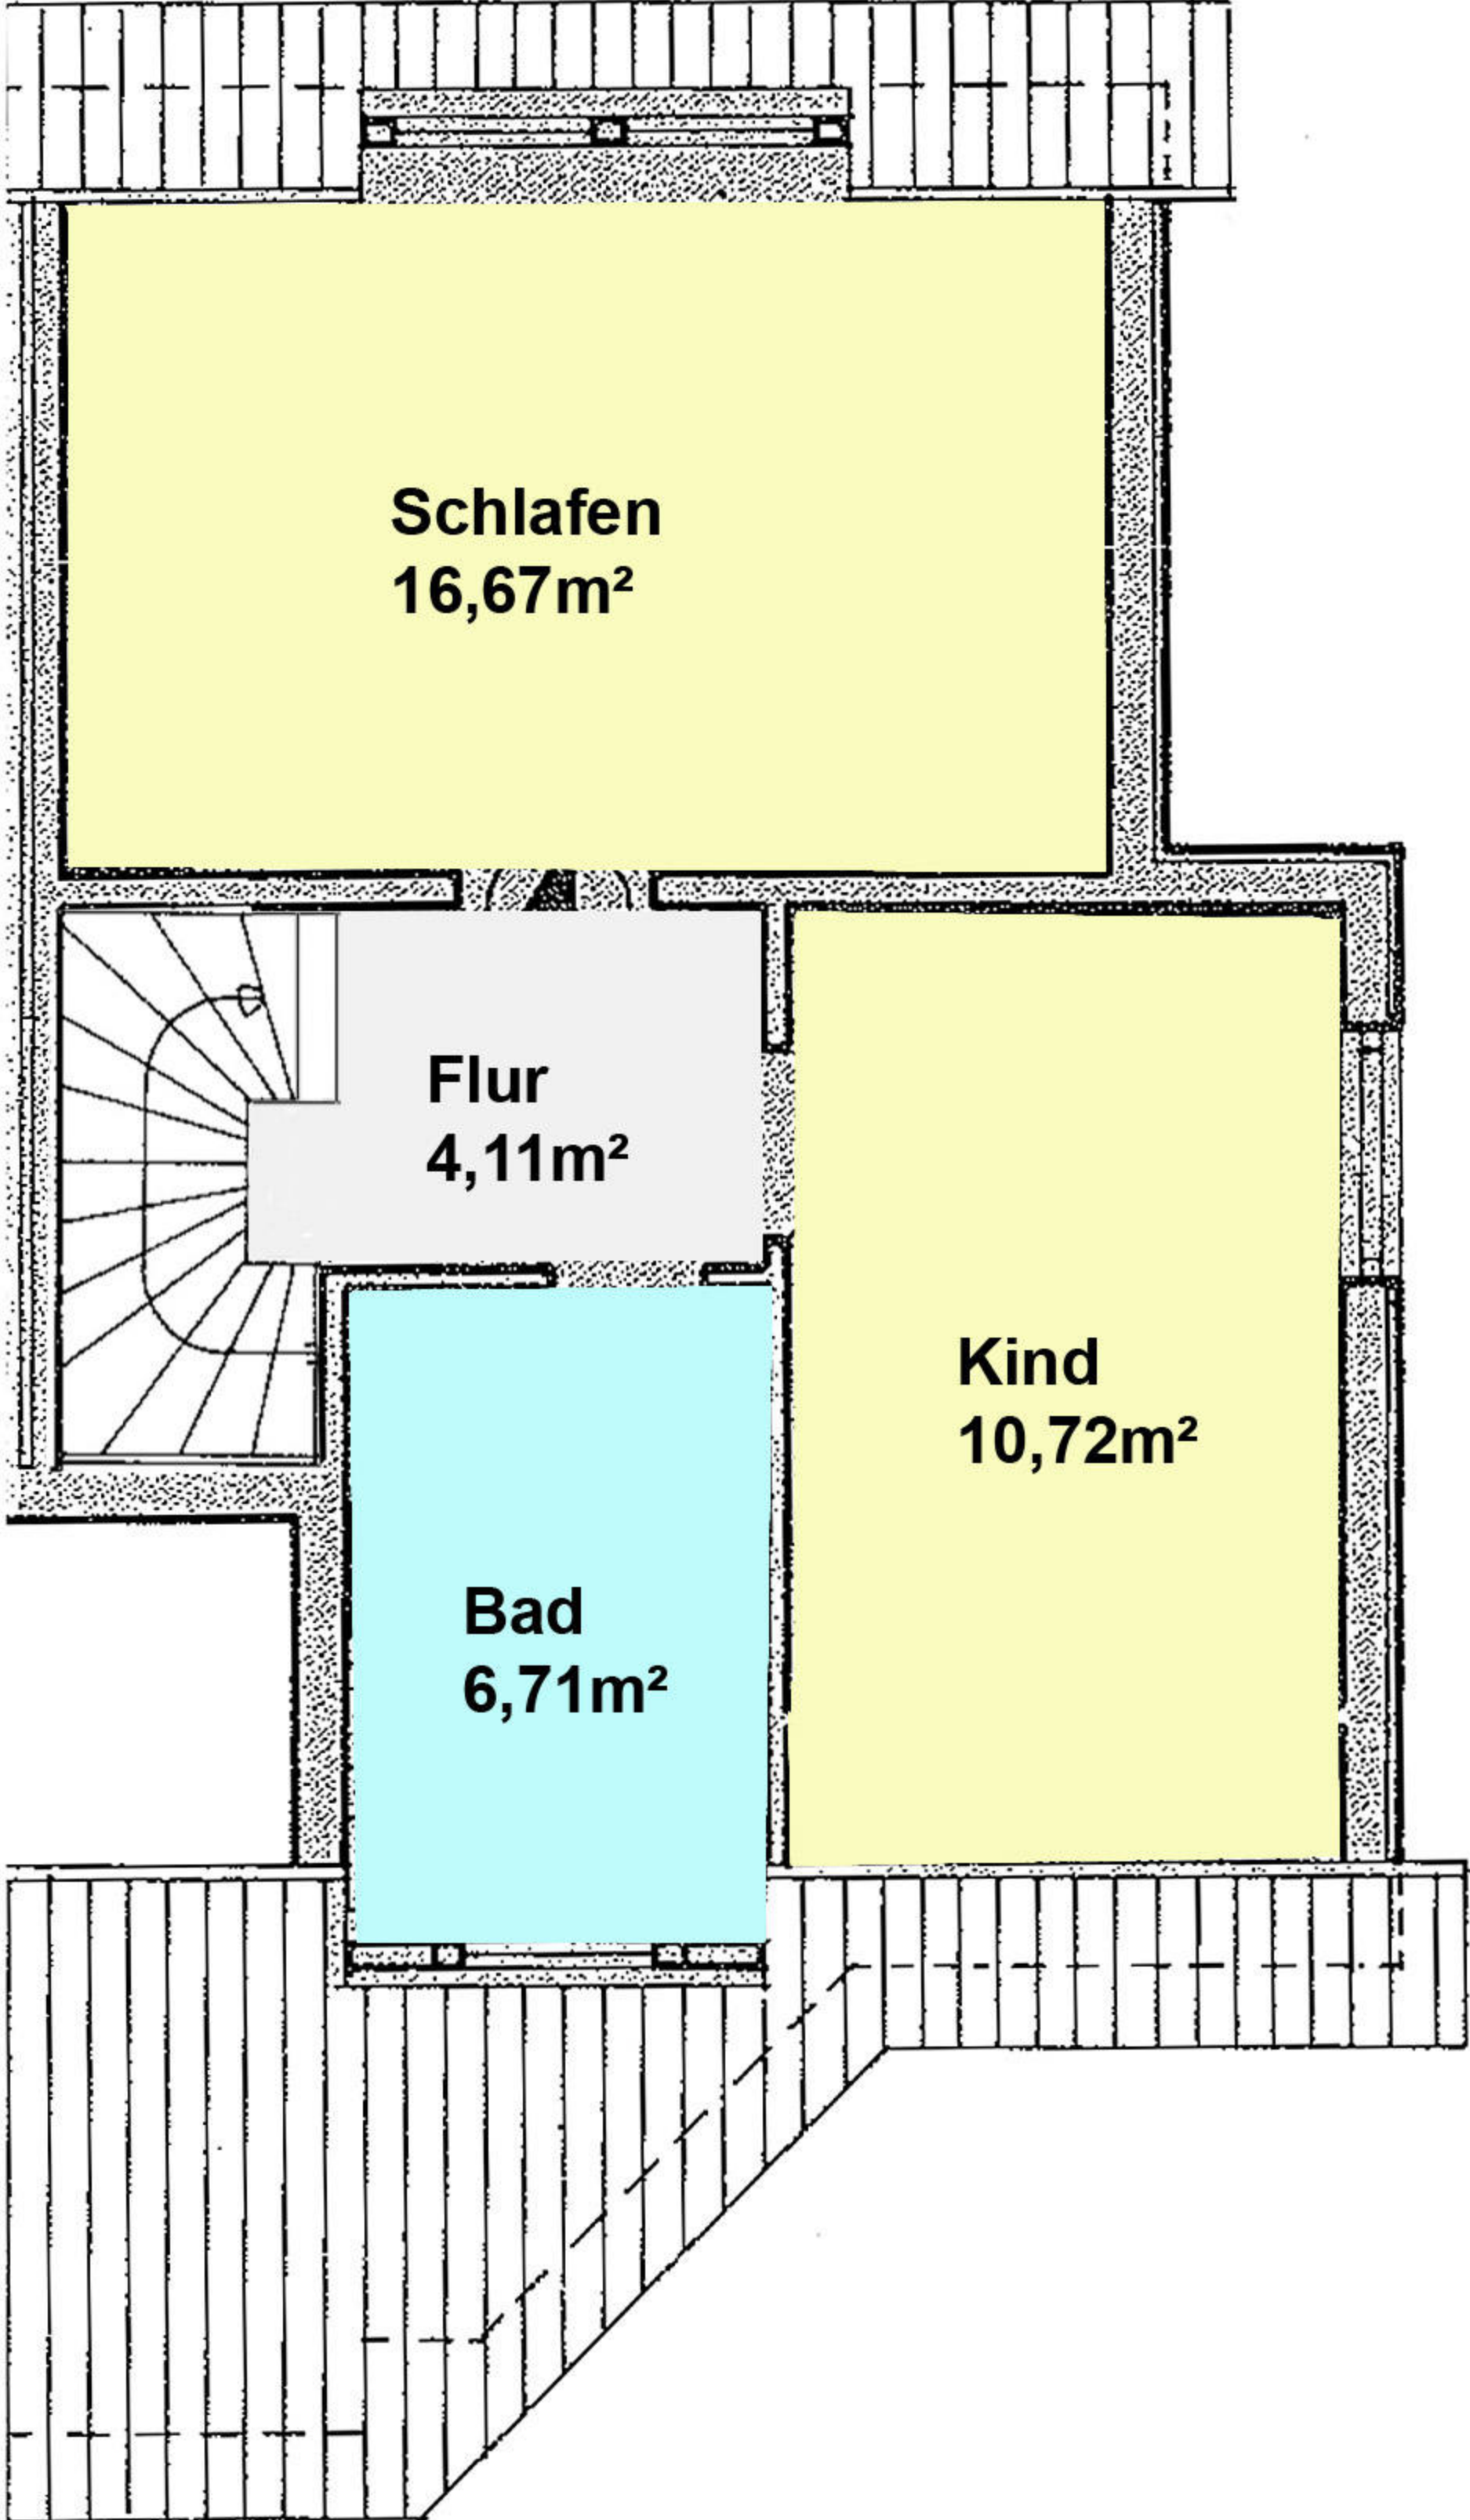 Schlafen
16,67m²
Flur
4,11m²
Kind
10,72m²
Bad
6,71m²